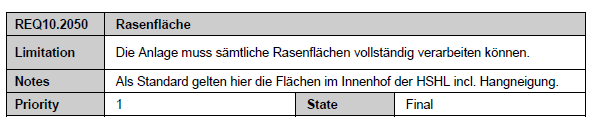 REQ10.2050 Rasenfläche
Limitation Die Anlage muss sämtliche Rasenflächen vollständig verarbeiten können.
Notes Als Standard gelten hier die Flächen im Innenhof der HSHL incl. Hangneigung.
Priority 1 State Final